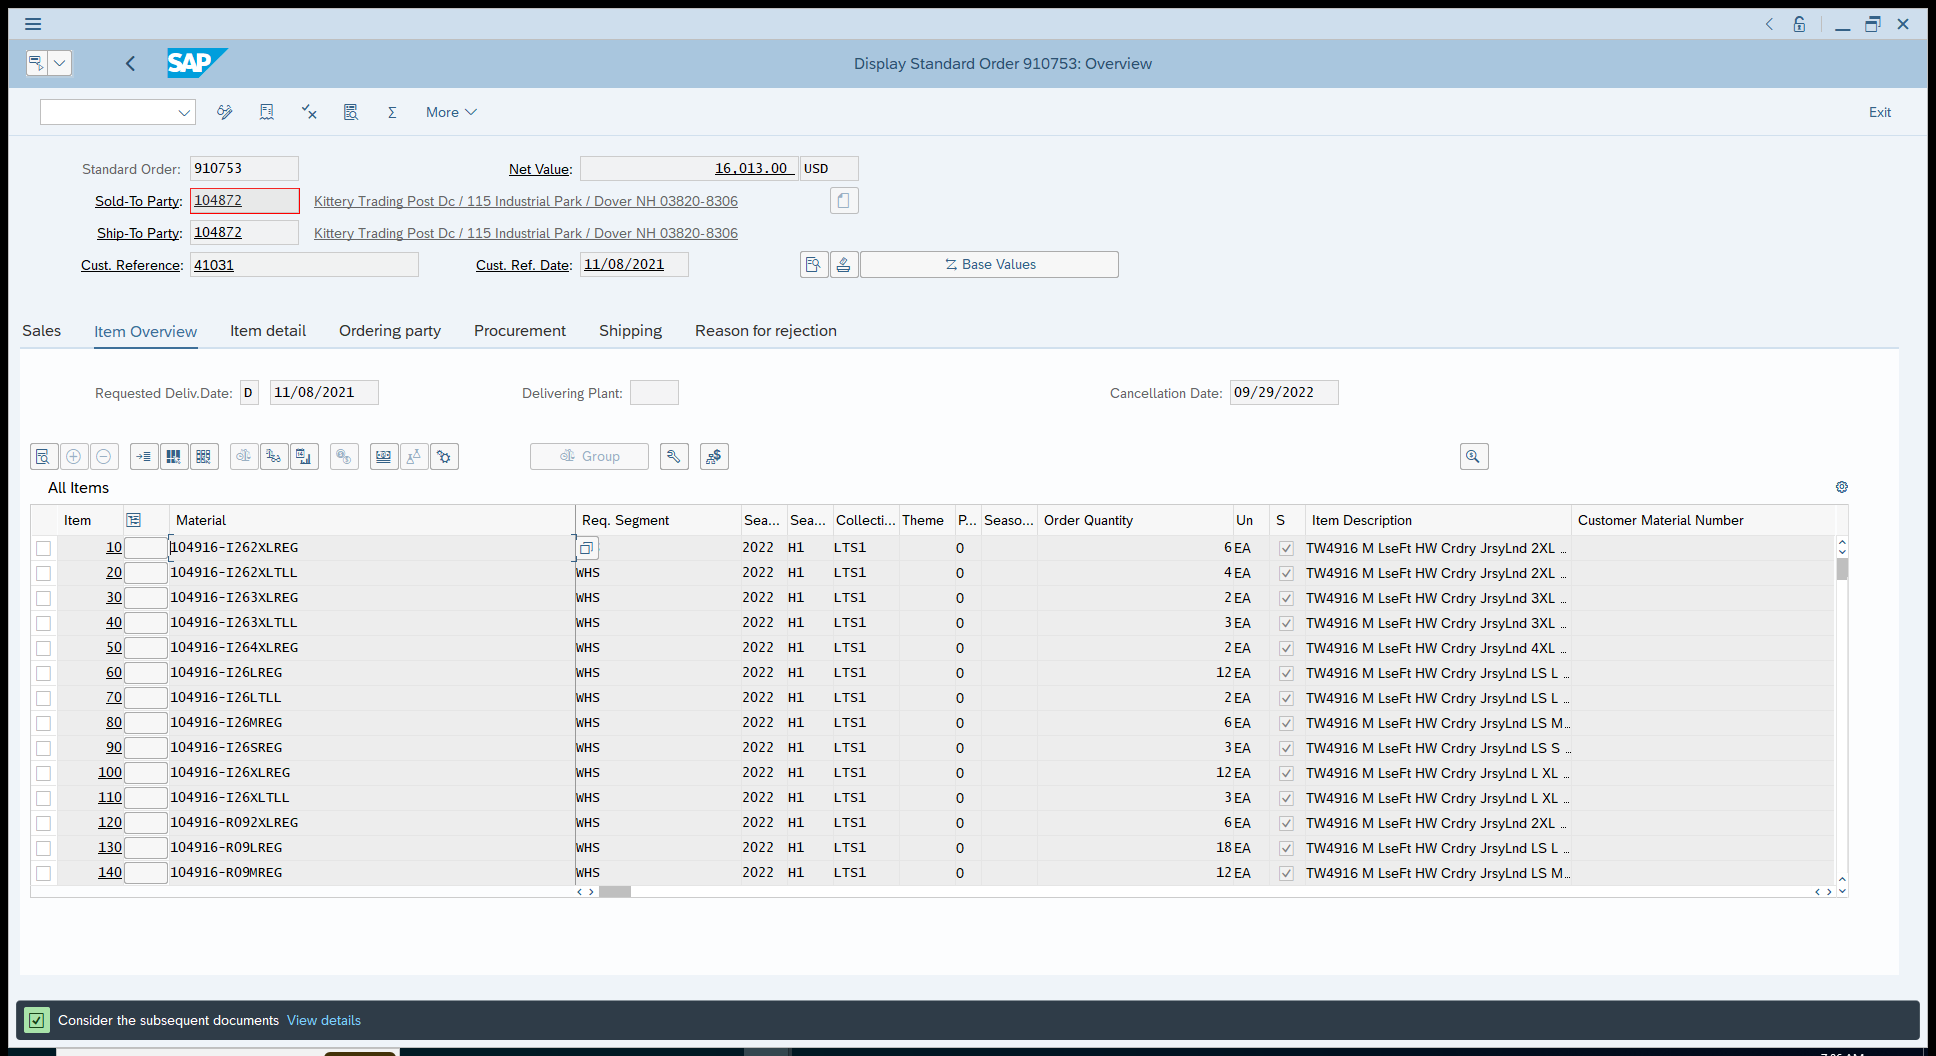 SAP
Display Standard Order 910753: Overview
More
Exit
Standard Order: 910753
Net Value: 16,013.00 USD
Sold-To Party: 104872 Kittery Trading Post Dc / 115 Industrial Park / Dover NH 03820-8306
Ship-To Party: 104872 Kittery Trading Post Dc / 115 Industrial Park / Dover NH 03820-8306
Cust. Reference: 41031 Cust. Ref. Date: 11/08/2021 Base Values
Sales Item Overview Item detail Ordering party Procurement Shipping Reason for rejection
Requested Deliv.Date: D 11/08/2021 Delivering Plant: Cancellation Date: 09/29/2022
Group
All Items
Item Material Req. Segment Sea... Sea... Collecti... Theme P... Seaso... Order Quantity Un S Item Description Customer Material Number
10 104916-I262XLREG 2022 H1 LTS1 0 6 EA TW4916 M LseFt HW Crdry JrsyLnd 2XL ...
20 104916-I262XLTLL WHS 2022 H1 LTS1 0 4 EA TW4916 M LseFt HW Crdry JrsyLnd 2XL ...
30 104916-I263XLREG WHS 2022 H1 LTS1 0 2 EA TW4916 M LseFt HW Crdry JrsyLnd 3XL ...
40 104916-I263XLTLL WHS 2022 H1 LTS1 0 3 EA TW4916 M LseFt HW Crdry JrsyLnd 3XL ...
50 104916-I264XLREG WHS 2022 H1 LTS1 0 2 EA TW4916 M LseFt HW Crdry JrsyLnd 4XL ...
60 104916-I26LREG WHS 2022 H1 LTS1 0 12 EA TW4916 M LseFt HW Crdry JrsyLnd LS L ...
70 104916-I26LTLL WHS 2022 H1 LTS1 0 2 EA TW4916 M LseFt HW Crdry JrsyLnd LS L ...
80 104916-I26MREG WHS 2022 H1 LTS1 0 6 EA TW4916 M LseFt HW Crdry JrsyLnd LS M...
90 104916-I26SREG WHS 2022 H1 LTS1 0 3 EA TW4916 M LseFt HW Crdry JrsyLnd LS S ...
100 104916-I26XLREG WHS 2022 H1 LTS1 0 12 EA TW4916 M LseFt HW Crdry JrsyLnd L XL ...
110 104916-I26XLTLL WHS 2022 H1 LTS1 0 3 EA TW4916 M LseFt HW Crdry JrsyLnd L XL ...
120 104916-R092XLREG WHS 2022 H1 LTS1 0 6 EA TW4916 M LseFt HW Crdry JrsyLnd 2XL ...
130 104916-R09LREG WHS 2022 H1 LTS1 0 18 EA TW4916 M LseFt HW Crdry JrsyLnd LS L ...
140 104916-R09MREG WHS 2022 H1 LTS1 0 12 EA TW4916 M LseFt HW Crdry JrsyLnd LS M...
Consider the subsequent documents View details